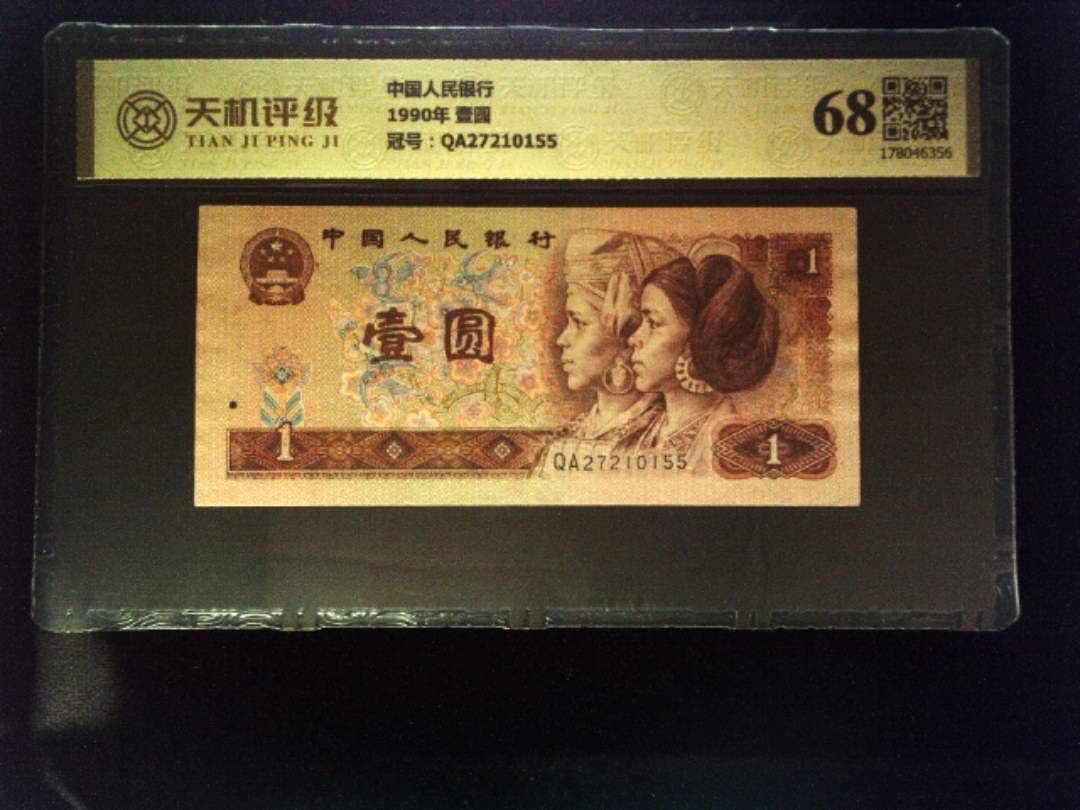 天机评级
TIAN JI PING JI
中国人民银行
1990年 壹圆
冠号：QA27210155
68
178046356
中国人民银行
1
壹圆
1
QA27210155
1